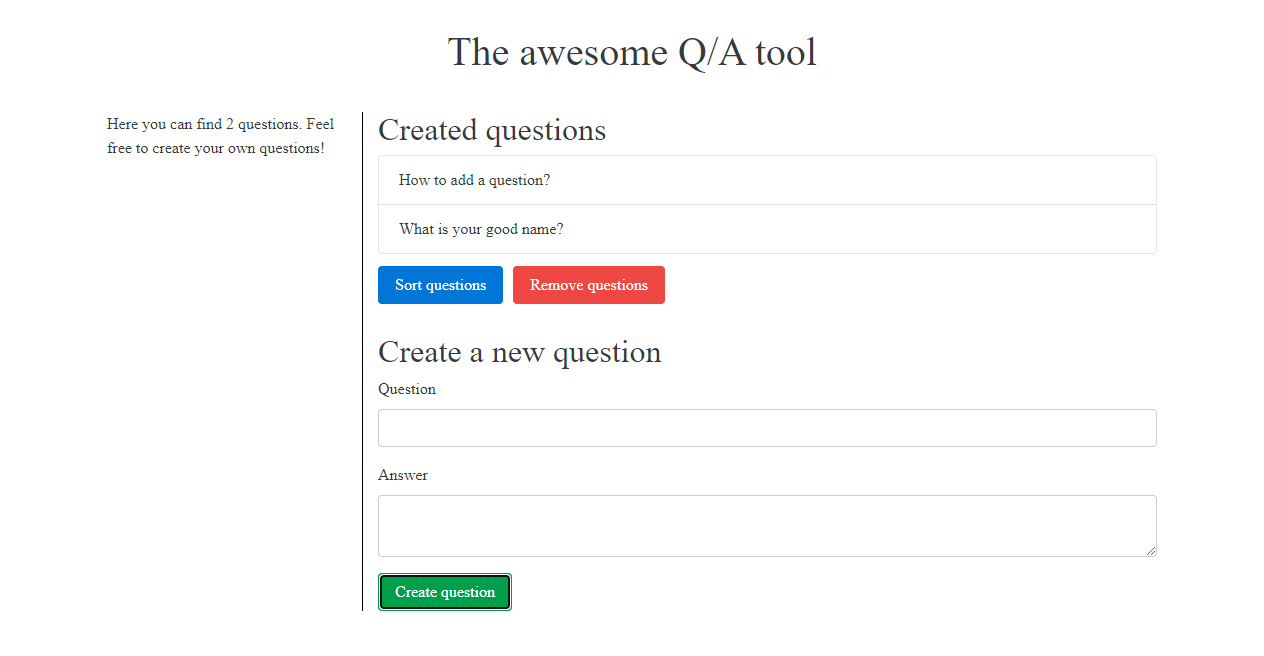 The awesome Q/A tool
Here you can find 2 questions. Feel
free to create your own questions!
Created questions
How to add a question?
What is your good name?
Sort questions
Remove questions
Create a new question
Question
Answer
Create question